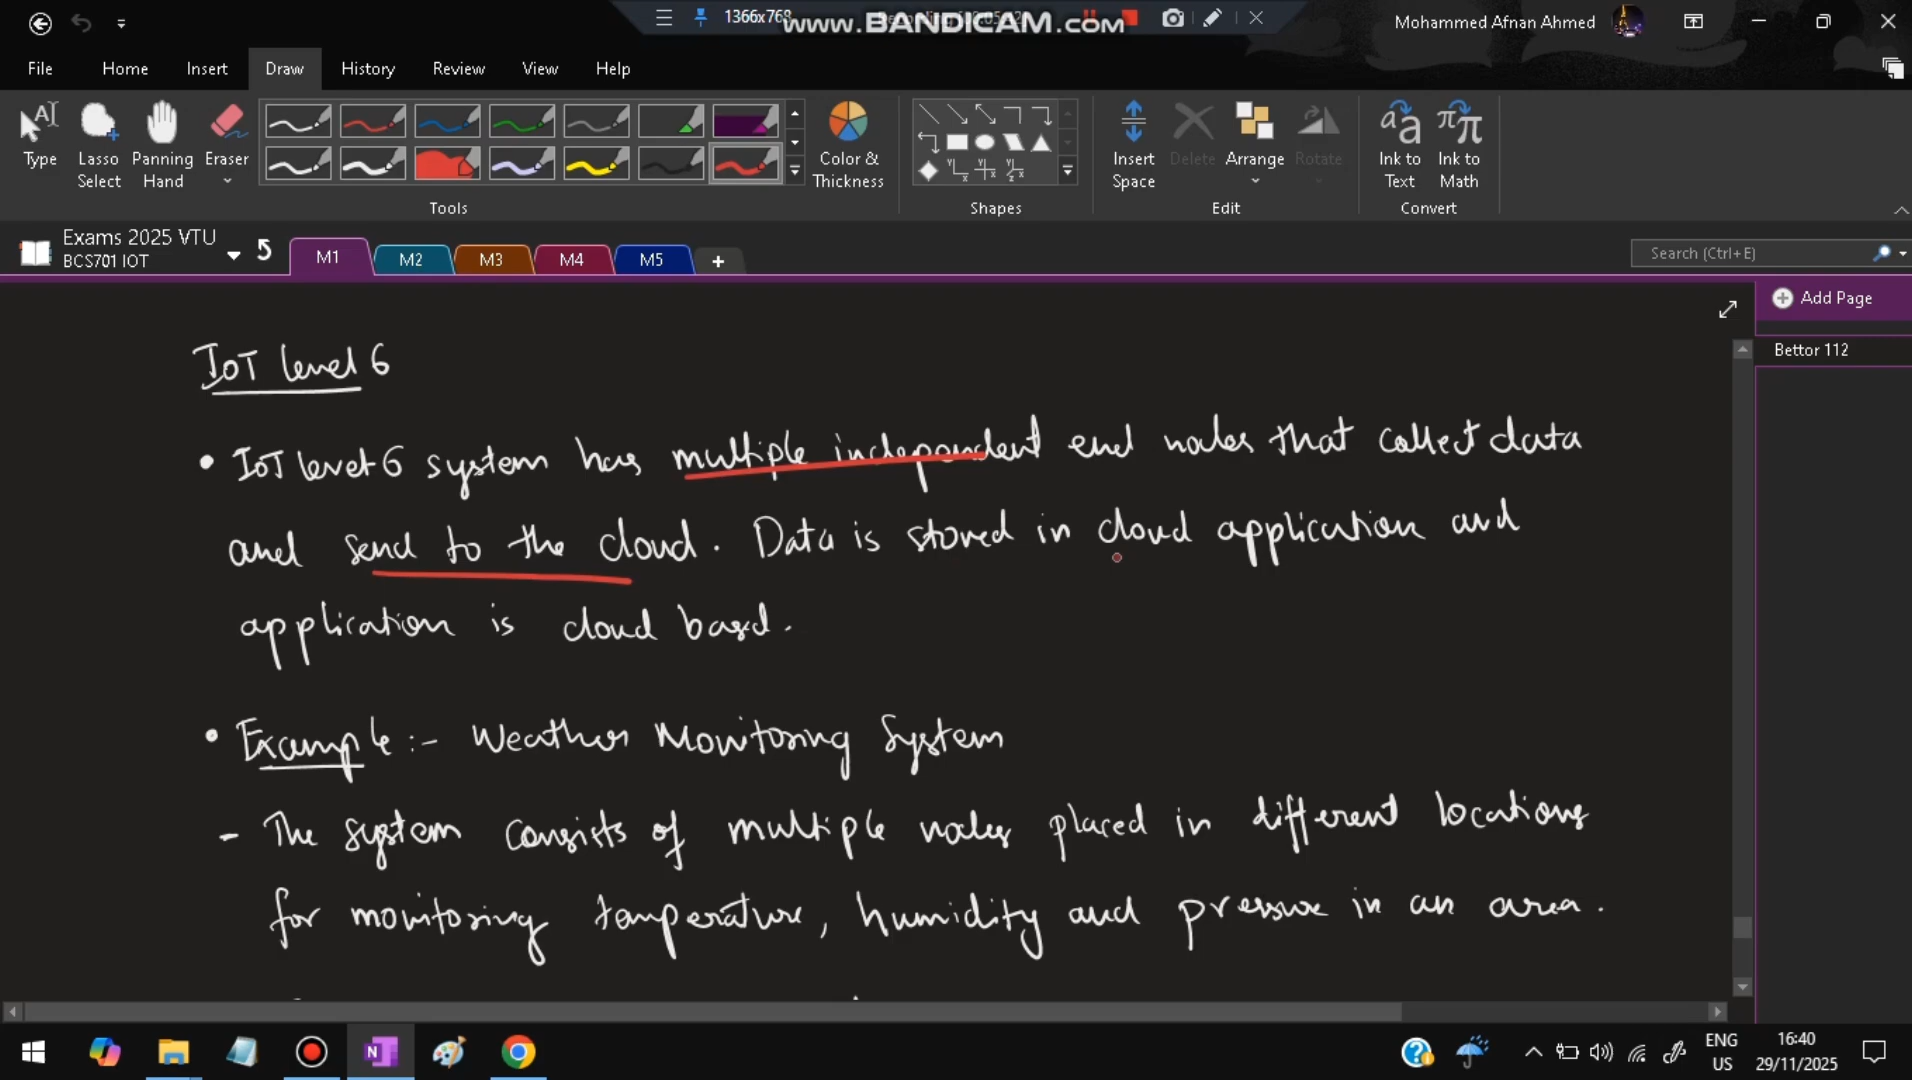 1366x768
www.BANDICAM.com
Mohammed Afnan Ahmed
File Home Insert Draw History Review View Help
Type
Lasso Select
Panning Hand
Eraser
Color & Thickness
Insert Space
Delete
Arrange
Rotate
Ink to Text
Ink to Math
Tools Shapes Edit Convert
Exams 2025 VTU
BCS701 IOT
M1 M2 M3 M4 M5 +
Search (Ctrl+E)
Add Page
Bettor 112
IoT level 6
• IoT level 6 system has multiple independent end nodes that collect data
and send to the cloud. Data is stored in cloud application and
application is cloud based.
• Example :- Weather Monitoring System
- The system consists of multiple nodes placed in different locations
for monitoring temperature, humidity and pressure in an area.
ENG
US
16:40
29/11/2025